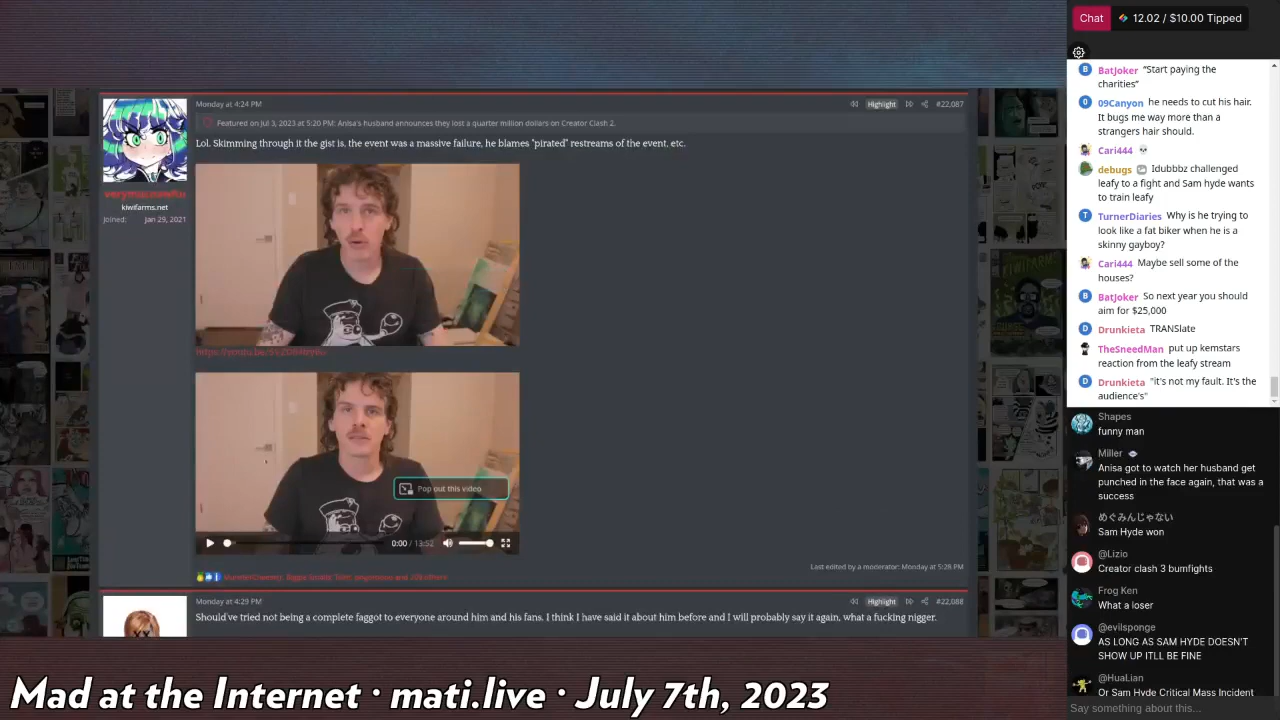 Chat
12.02 / $10.00 Tipped
BatJoker "Start paying the
charities"
09Canyon he needs to cut his hair.
It bugs me way more than a
strangers hair should.
Cari444
debugs Idubbbz challenged
leafy to a fight and Sam hyde wants
to train leafy
TurnerDiaries Why is he trying to
look like a fat biker when he is a
skinny gayboy?
Cari444 Maybe sell some of the
houses?
BatJoker So next year you should
aim for $25,000
Drunkieta TRANSlate
TheSneedMan put up kemstars
reaction from the leafy stream
Drunkieta "it's not my fault. It's the
audience's"
Shapes
funny man
Miller
Anisa got to watch her husband get
punched in the face again, that was a
success
めぐみんじゃない
Sam Hyde won
@Lizio
Creator clash 3 bumfights
Frog Ken
What a loser
@evilsponge
AS LONG AS SAM HYDE DOESN'T
SHOW UP ITLL BE FINE
@HuaLian
Or Sam Hyde Critical Mass Incident
Say something about this...
Monday at 4:24 PM
Highlight
#22,087
Featured on Jul 3, 2023 at 5:20 PM: Anisa's husband announces they lost a quarter million dollars on Creator Clash 2.
Lol. Skimming through it the gist is, the event was a massive failure, he blames "pirated" restreams of the event, etc.
kiwifarms.net
Joined: Jan 29, 2021
Pop out this video
0:00 / 13:52
Last edited by a moderator: Monday at 5:28 PM
Monday at 4:29 PM
Highlight
#22,088
Should've tried not being a complete faggot to everyone around him and his fans. I think I have said it about him before and I will probably say it again, what a fucking nigger.
Mad at the Internet · mati.live · July 7th, 2023